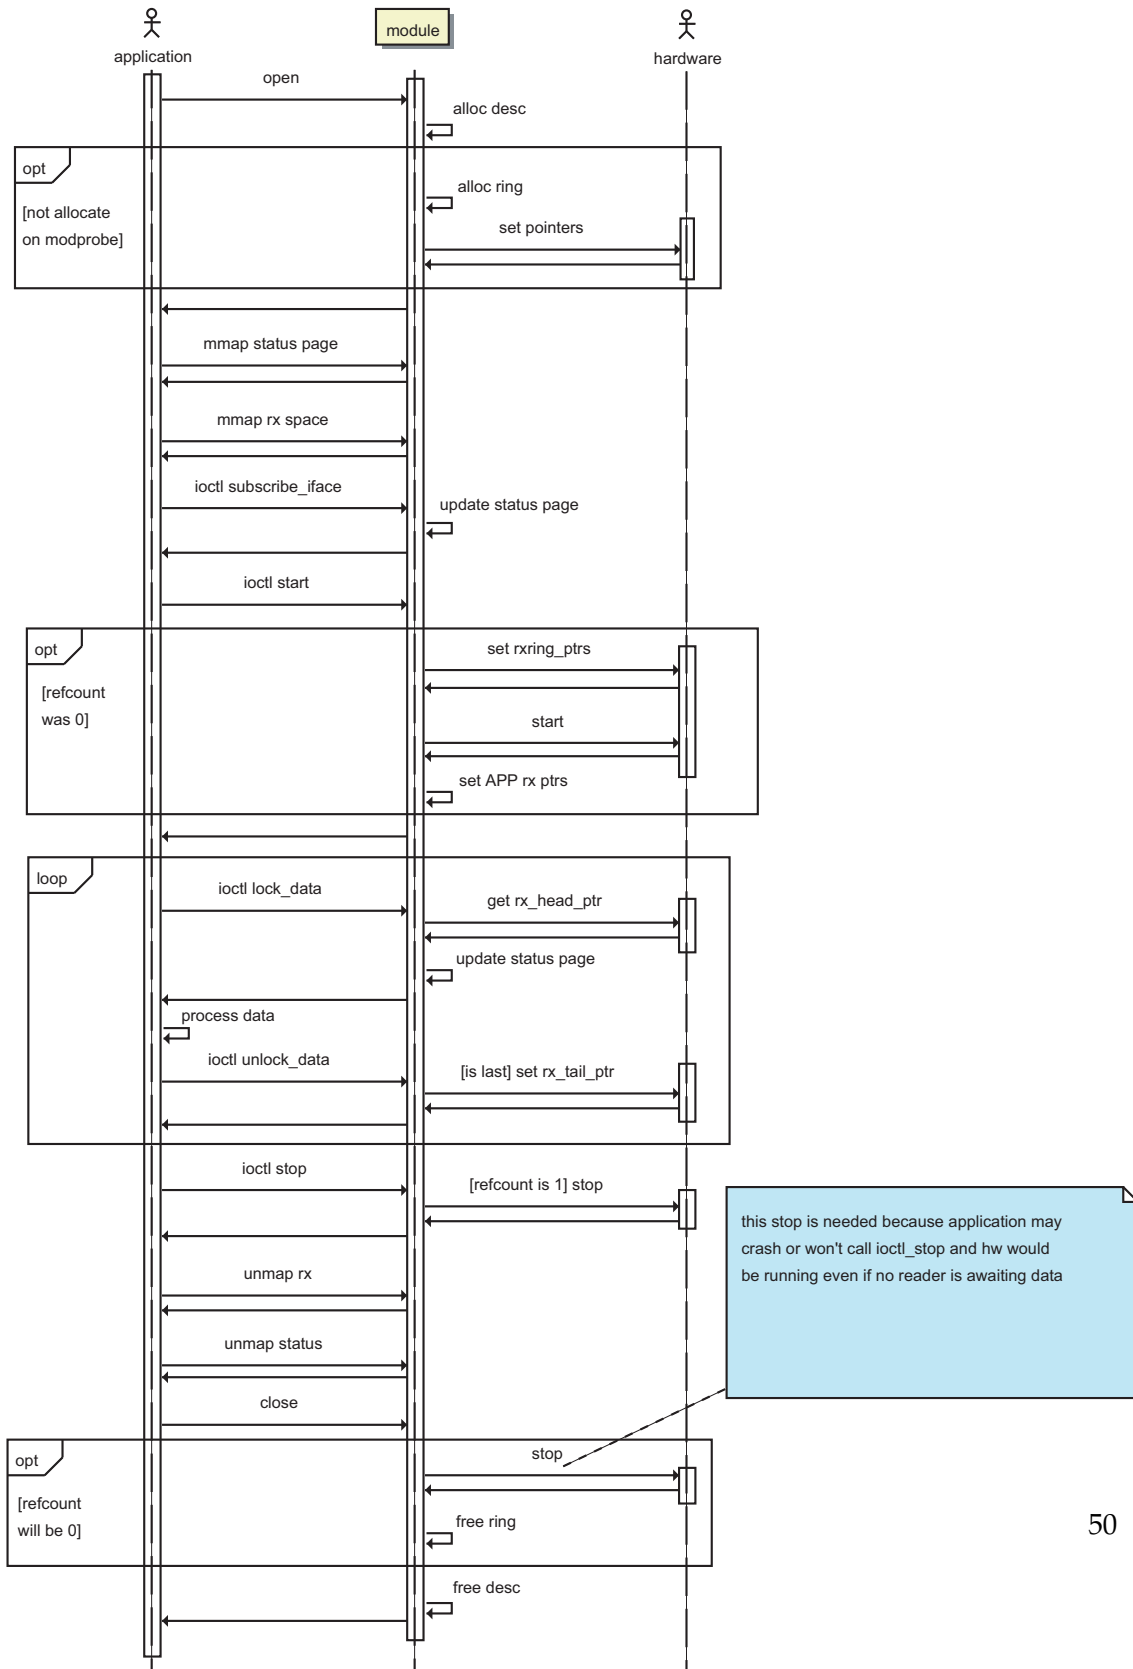 application
module
hardware
open
alloc desc
opt
alloc ring
[not allocate
on modprobe]
set pointers
mmap status page
mmap rx space
ioctl subscribe_iface
update status page
ioctl start
opt
set rxring_ptrs
[refcount
was 0]
start
set APP rx ptrs
loop
ioctl lock_data
get rx_head_ptr
update status page
process data
ioctl unlock_data
[is last] set rx_tail_ptr
ioctl stop
[refcount is 1] stop
this stop is needed because application may
crash or won't call ioctl_stop and hw would
be running even if no reader is awaiting data
unmap rx
unmap status
close
opt
stop
[refcount
will be 0]
free ring
50
free desc